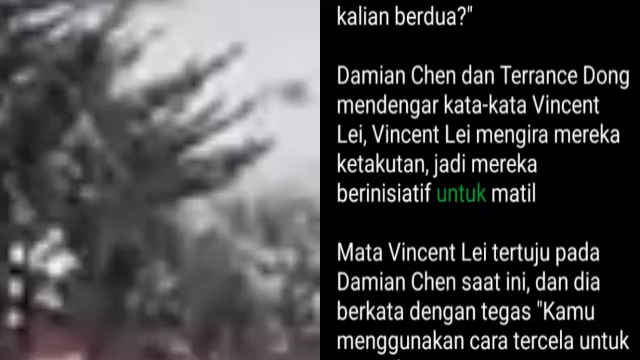 kalian berdua?"
Damian Chen dan Terrance Dong
mendengar kata-kata Vincent
Lei, Vincent Lei mengira mereka
ketakutan, jadi mereka
berinisiatif untuk matil
Mata Vincent Lei tertuju pada
Damian Chen saat ini, dan dia
berkata dengan tegas "Kamu
menggunakan cara tercela untuk